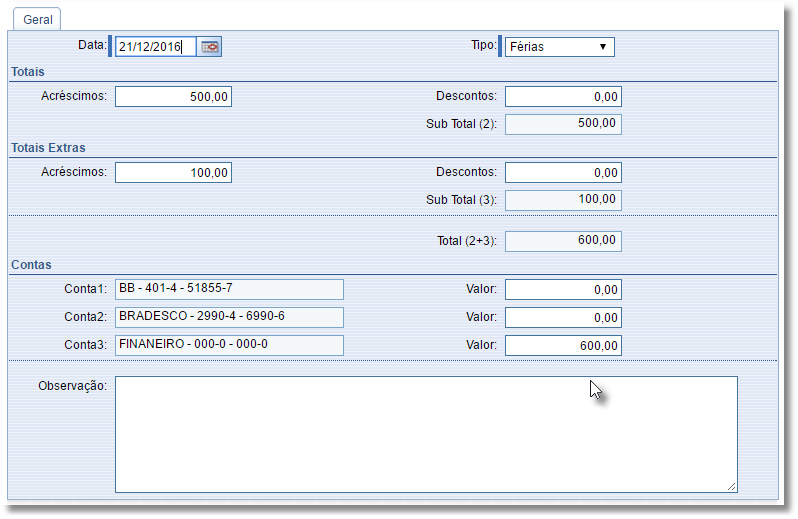 Geral
Data: 21/12/2016 Tipo: Férias
Totais
Acréscimos: 500,00 Descontos: 0,00
Sub Total (2): 500,00
Totais Extras
Acréscimos: 100,00 Descontos: 0,00
Sub Total (3): 100,00
Total (2+3): 600,00
Contas
Conta1: BB - 401-4 - 51855-7 Valor: 0,00
Conta2: BRADESCO - 2990-4 - 6990-6 Valor: 0,00
Conta3: FINANEIRO - 000-0 - 000-0 Valor: 600,00
Observação: